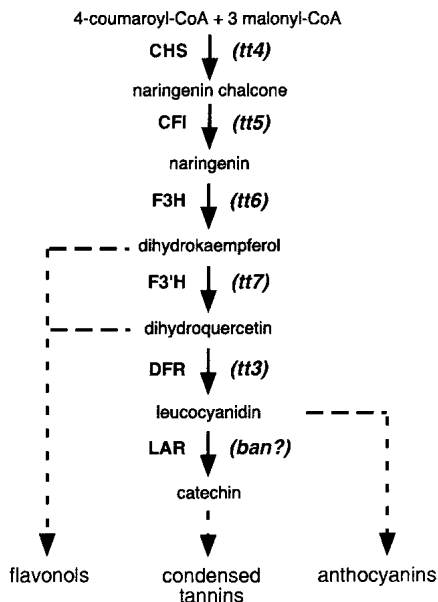 4-coumaroyl-CoA + 3 malonyl-CoA
CHS (tt4)
naringenin chalcone
CFI (tt5)
naringenin
F3H (tt6)
dihydrokaempferol
F3'H (tt7)
dihydroquercetin
DFR (tt3)
leucocyanidin
LAR (ban?)
catechin
flavonols condensed anthocyanins
tannins